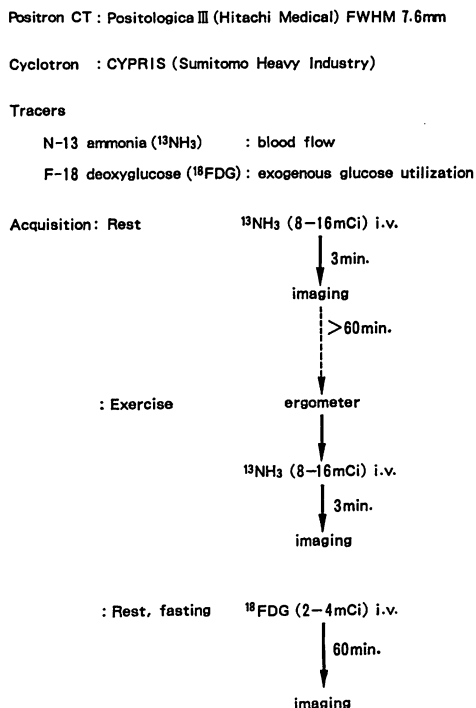 Positron CT : Positologica III (Hitachi Medical) FWHM 7.6mm
Cyclotron : CYPRIS (Sumitomo Heavy Industry)
Tracers
N-13 ammonia (¹³NH₃) : blood flow
F-18 deoxyglucose (¹⁸FDG) : exogenous glucose utilization
Acquisition : Rest ¹³NH₃ (8-16mCi) i.v.
3min.
imaging
>60min.
: Exercise ergometer
¹³NH₃ (8-16mCi) i.v.
3min.
imaging
: Rest, fasting ¹⁸FDG (2-4mCi) i.v.
60min.
imaging